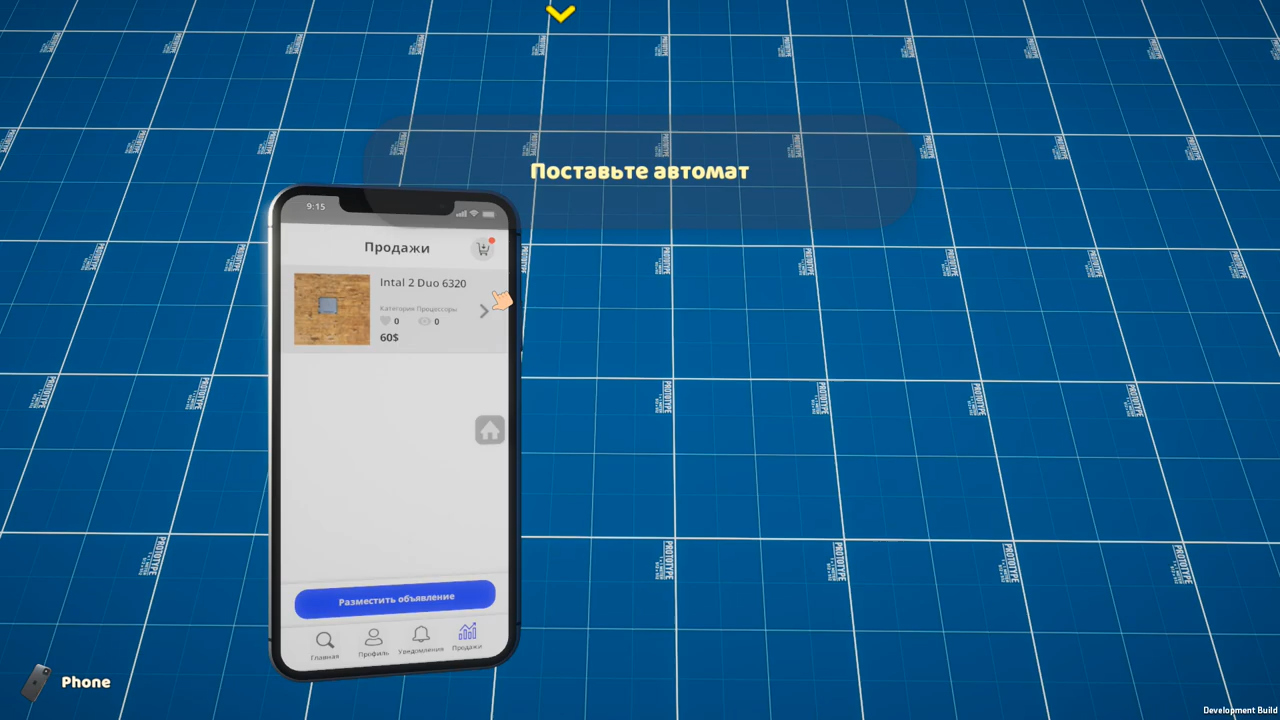 Поставьте автомат
9:15
Продажи
Intal 2 Duo 6320
Категория Процессоры
0
0
60$
Разместить объявление
Главная
Профиль
Уведомления
Продажи
Phone
Development Build
PROTOTYPE